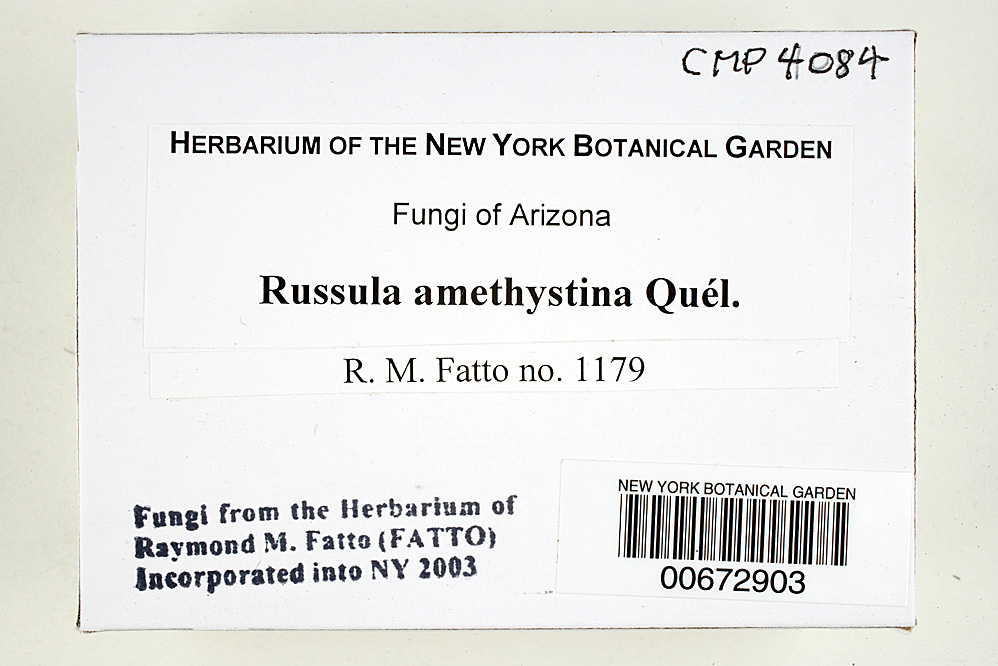 CMP 4084
HERBARIUM OF THE NEW YORK BOTANICAL GARDEN
Fungi of Arizona
Russula amethystina Quél.
R. M. Fatto no. 1179
Fungi from the Herbarium of
Raymond M. Fatto (FATTO)
Incorporated into NY 2003
NEW YORK BOTANICAL GARDEN
00672903